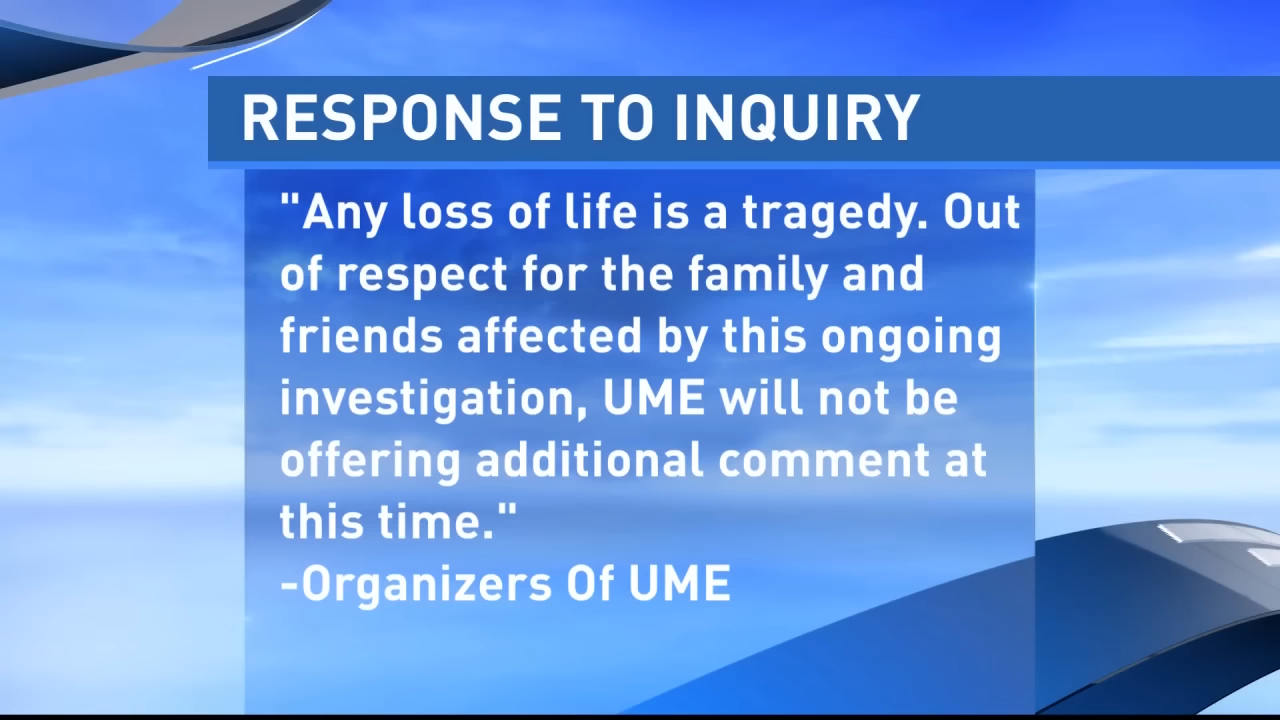 RESPONSE TO INQUIRY
"Any loss of life is a tragedy. Out
of respect for the family and
friends affected by this ongoing
investigation, UME will not be
offering additional comment at
this time."
-Organizers Of UME